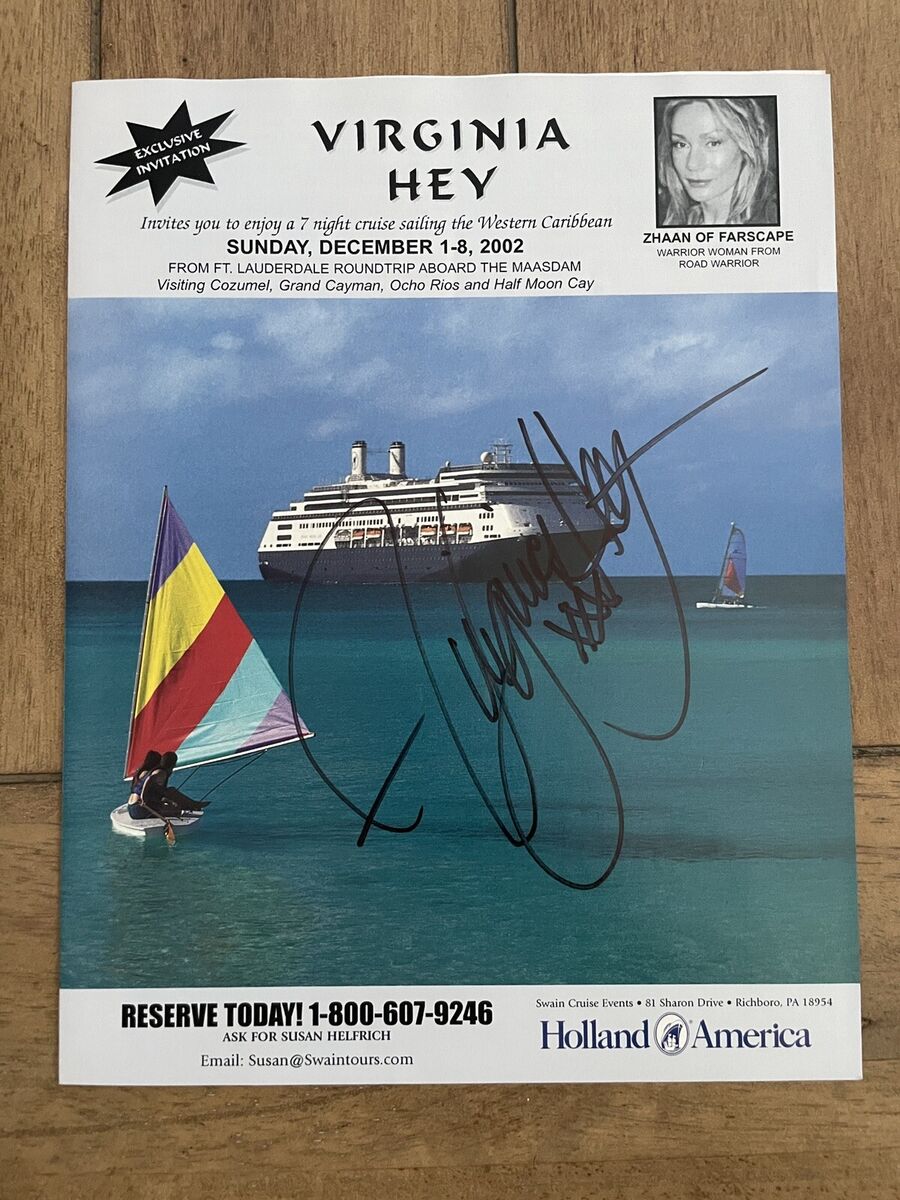 EXCLUSIVE
INVITATION
VIRGINIA
HEY
Invites you to enjoy a 7 night cruise sailing the Western Caribbean
SUNDAY, DECEMBER 1-8, 2002
FROM FT. LAUDERDALE ROUNDTRIP ABOARD THE MAASDAM
Visiting Cozumel, Grand Cayman, Ocho Rios and Half Moon Cay
ZHAAN OF FARSCAPE
WARRIOR WOMAN FROM
ROAD WARRIOR
Virginia Hey
xxx
RESERVE TODAY! 1-800-607-9246
ASK FOR SUSAN HELFRICH
Email: Susan@Swaintours.com
Swain Cruise Events • 81 Sharon Drive • Richboro, PA 18954
Holland America